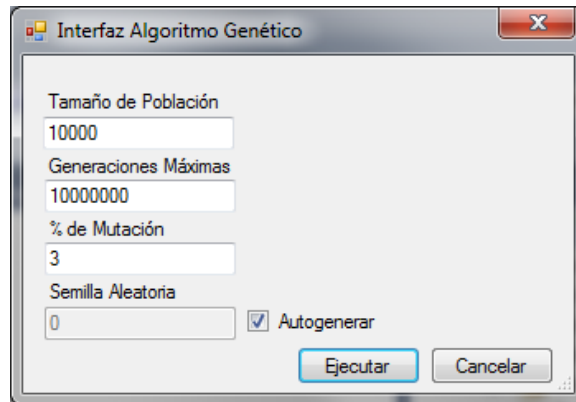 Interfaz Algoritmo Genético
Tamaño de Población
10000
Generaciones Máximas
10000000
% de Mutación
3
Semilla Aleatoria
0 Autogenerar
Ejecutar Cancelar